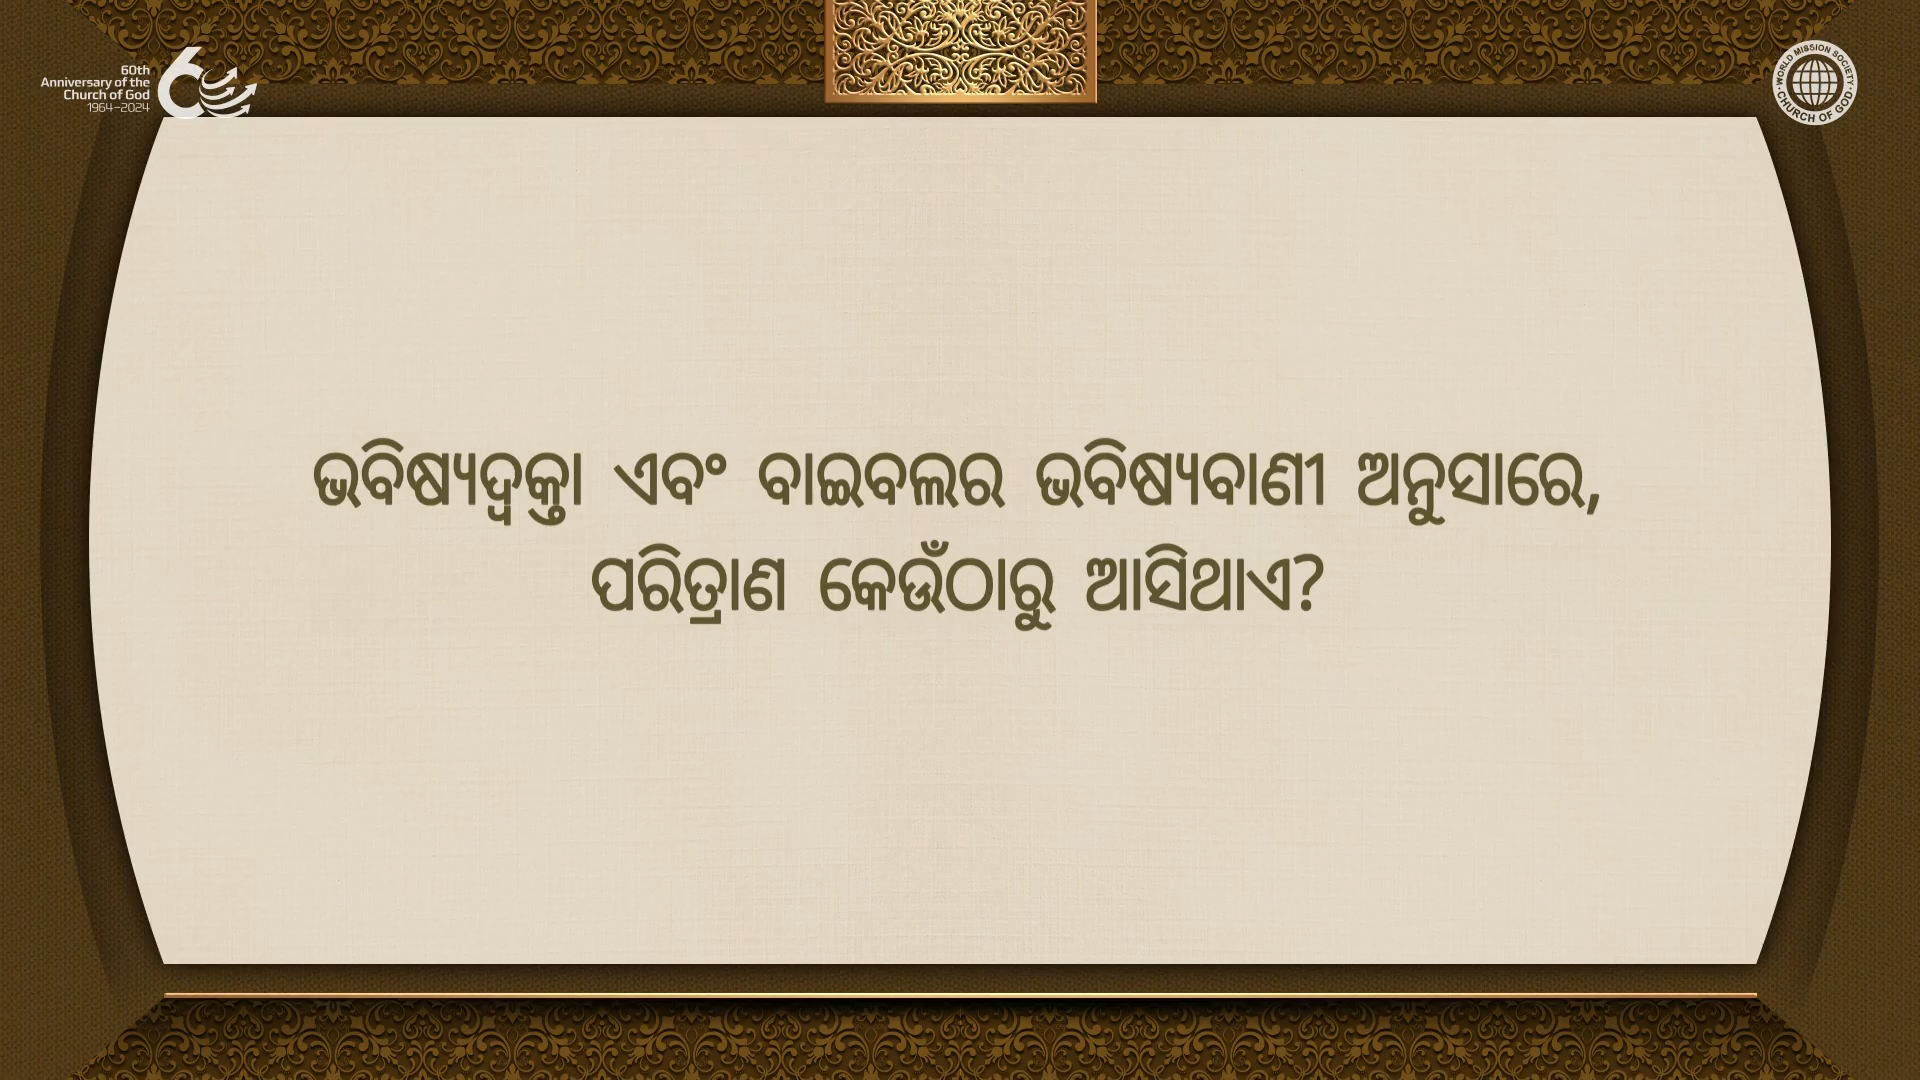 60th
Anniversary of the
Church of God
1964–2024
WORLD MISSION SOCIETY
CHURCH OF GOD
ଭବିଷ୍ୟଦ୍ବକ୍ତା ଏବଂ ବାଇବଲର ଭବିଷ୍ୟବାଣୀ ଅନୁସାରେ,
ପରିତ୍ରାଣ କେଉଁଠାରୁ ଆସିଥାଏ?